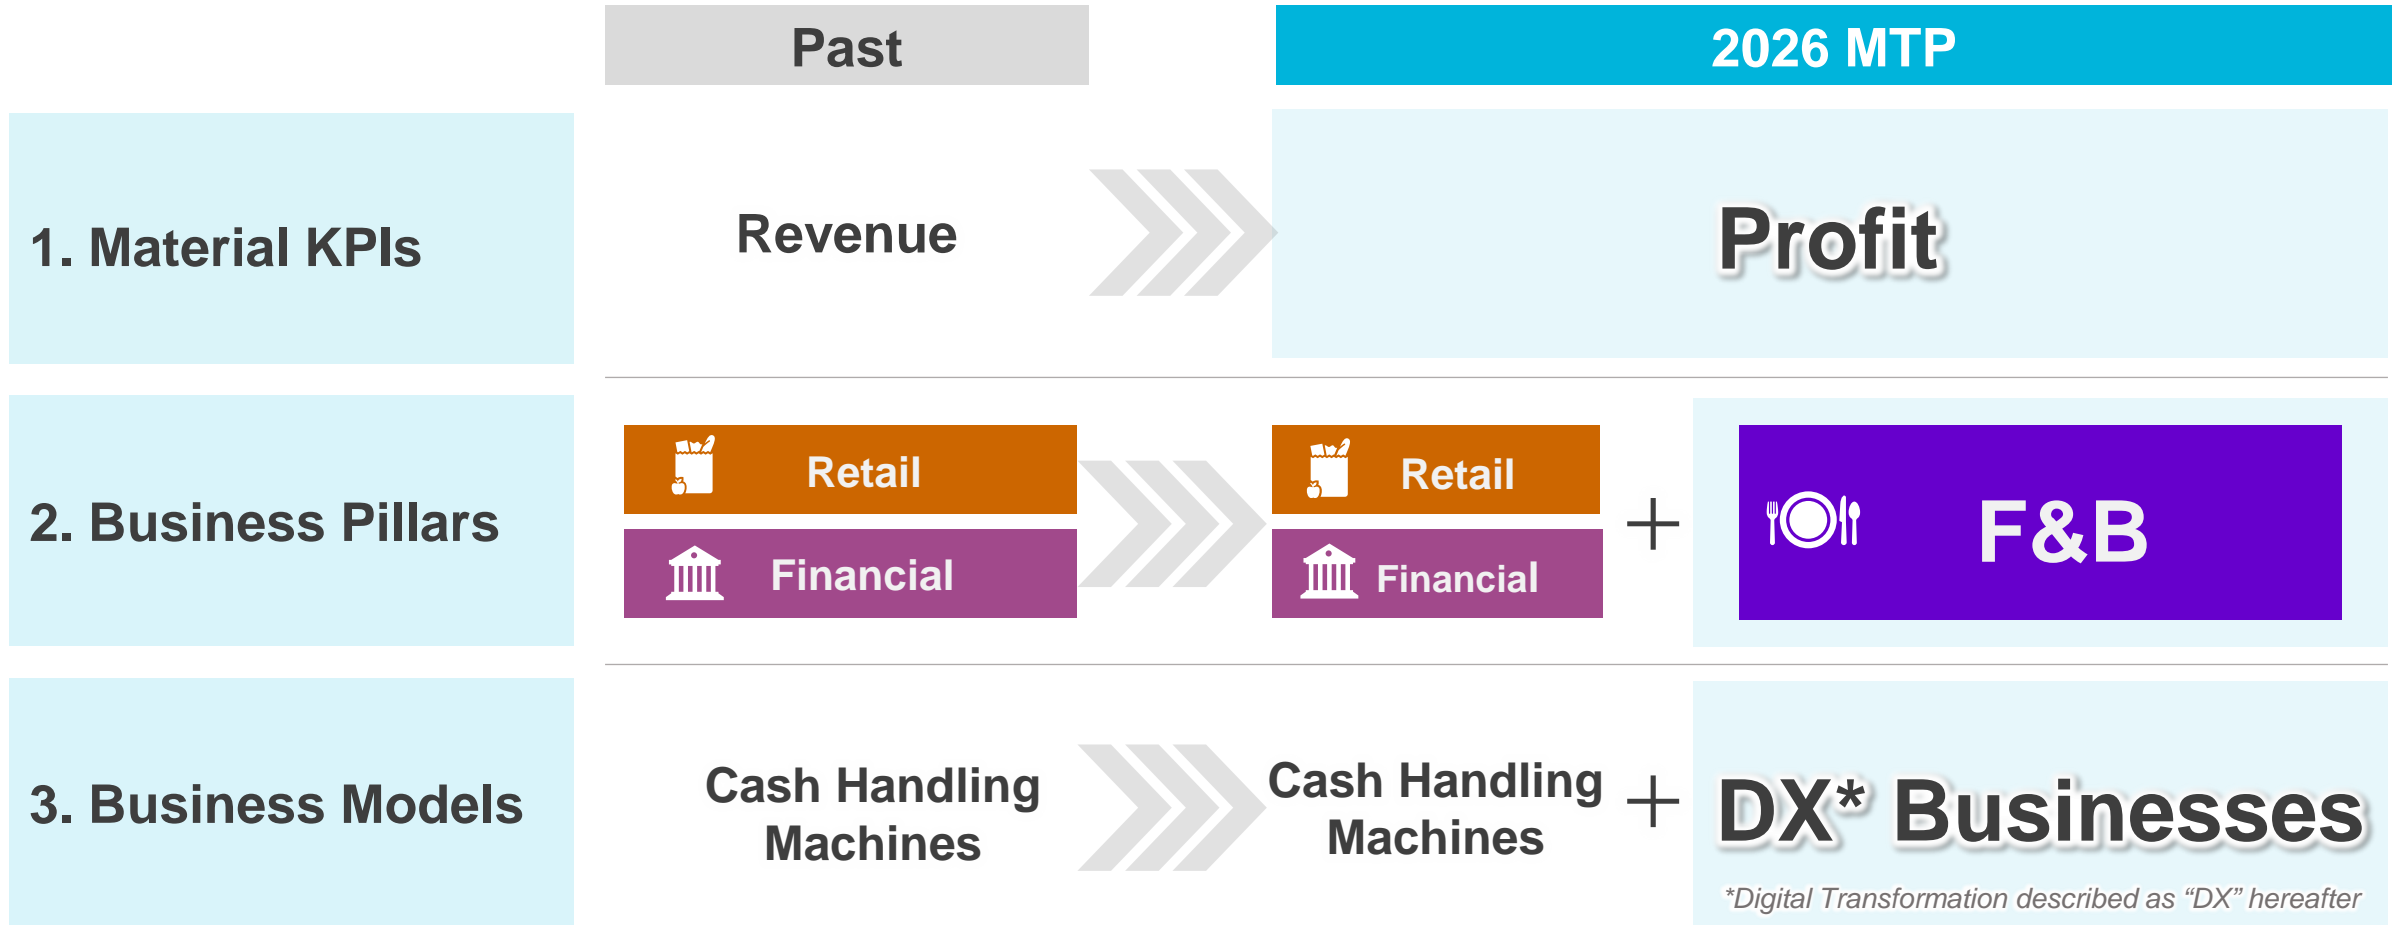 Past
2026 MTP
1. Material KPIs
Revenue
Profit
2. Business Pillars
Retail
Financial
Retail
Financial
+
F&B
3. Business Models
Cash Handling
Machines
Cash Handling
Machines
+
DX* Businesses
*Digital Transformation described as “DX” hereafter